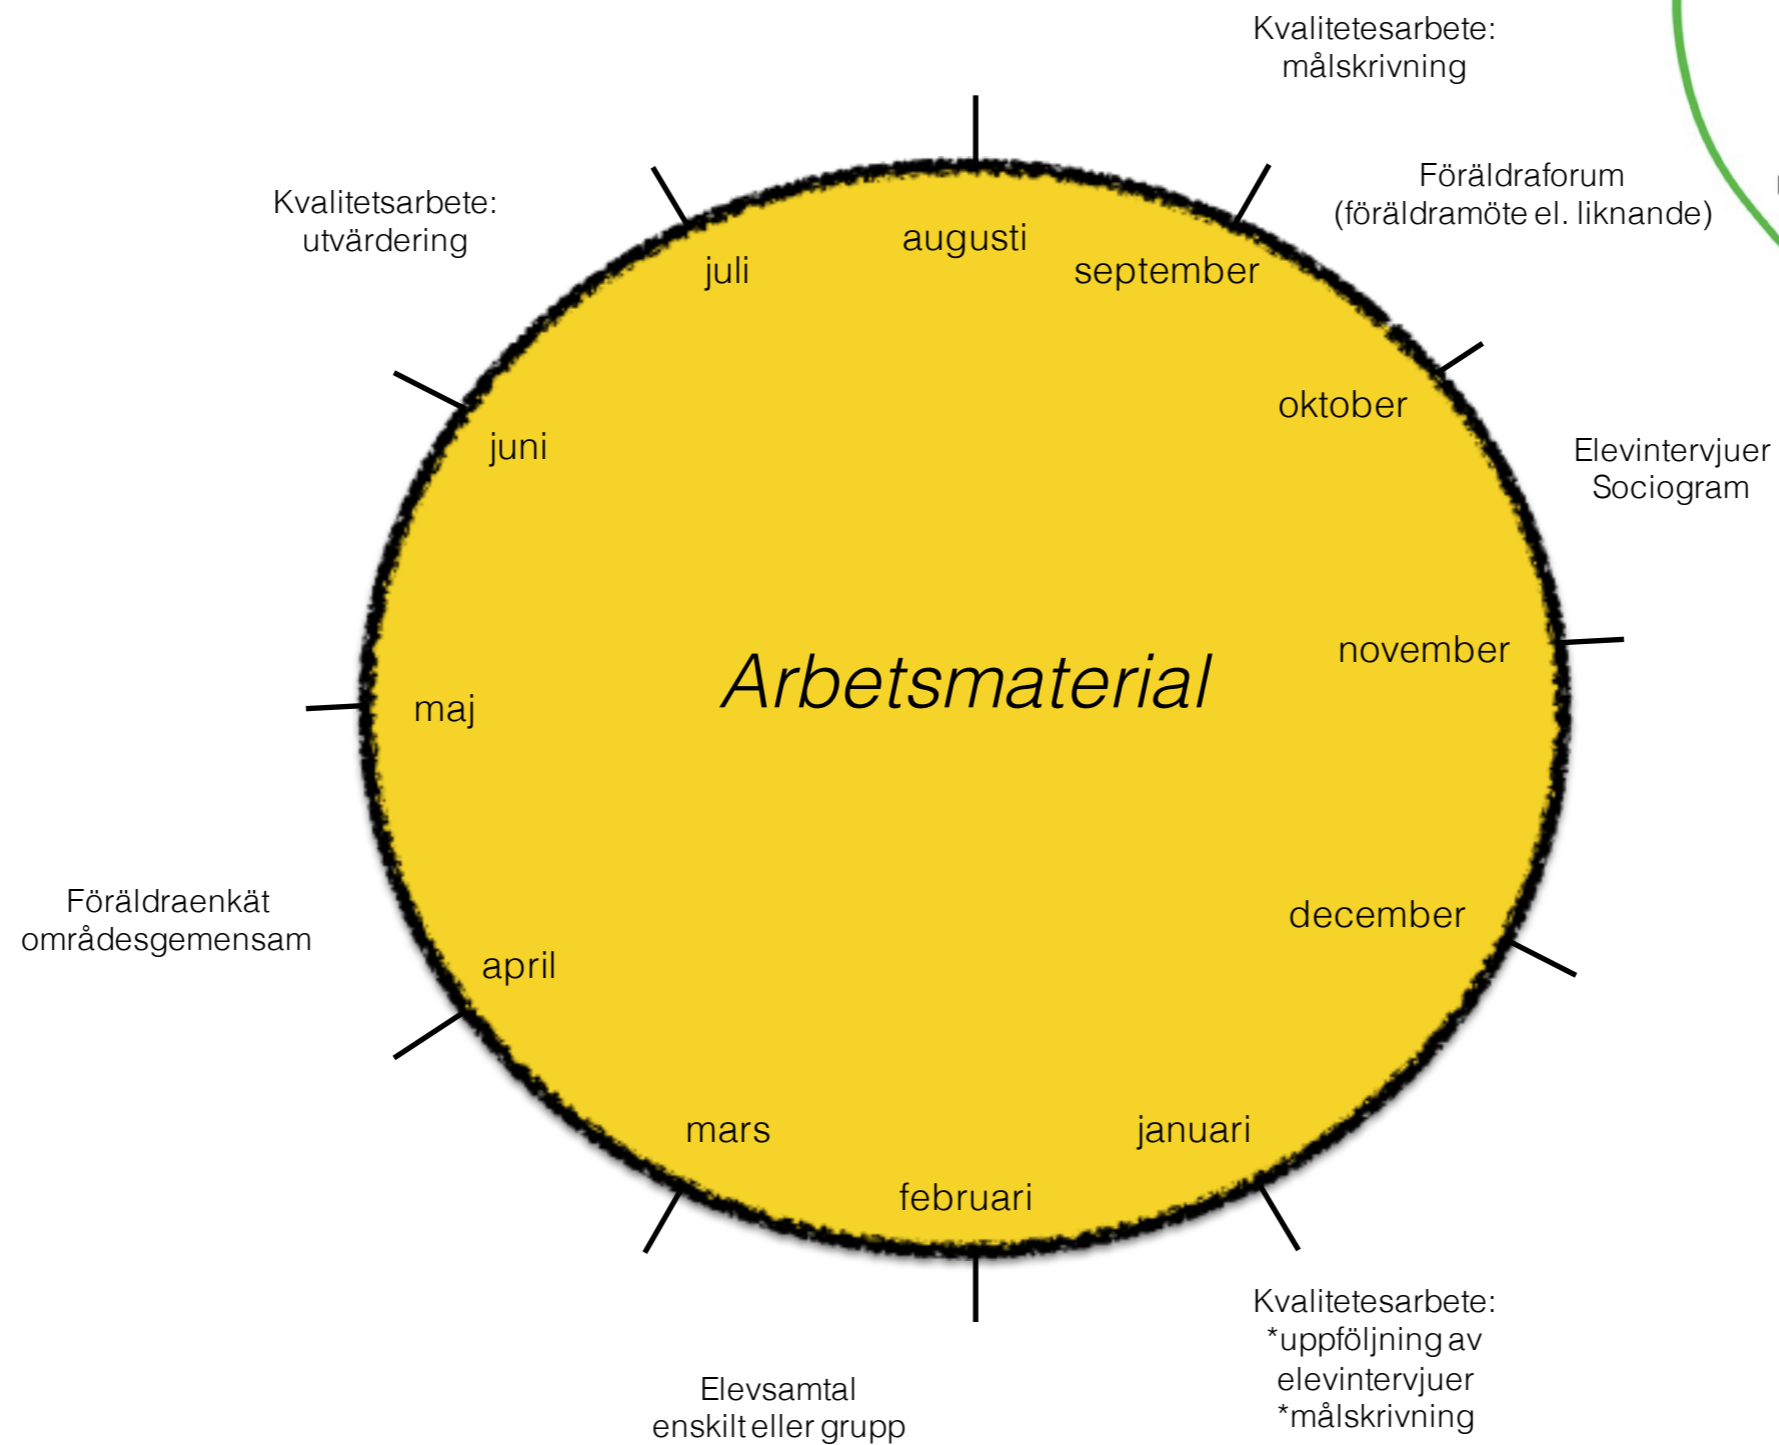 Kvalitetesarbete:
målskrivning
Föräldraforum
(föräldramöte el. liknande)
Kvalitetsarbete:
utvärdering
augusti
juli
september
oktober
juni
Elevintervjuer
Sociogram
november
Arbetsmaterial
maj
Föräldraenkät
områdesgemensam
december
april
mars
januari
februari
Kvalitetesarbete:
*uppföljning av
elevintervjuer
*målskrivning
Elevsamtal
enskilt eller grupp